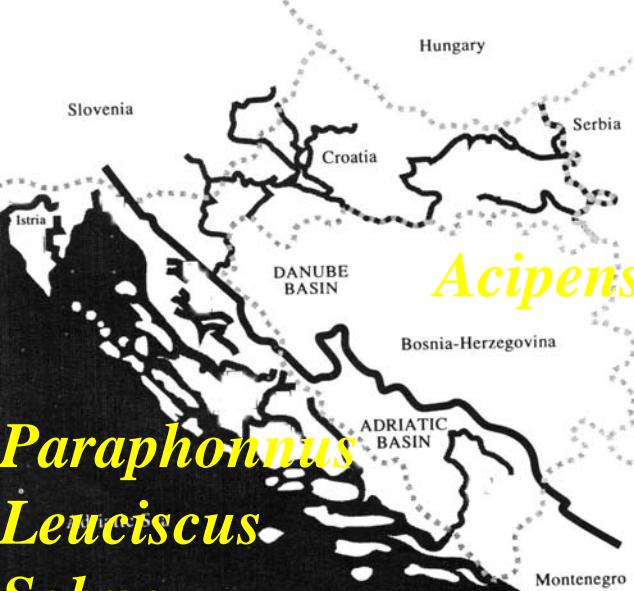 Hungary
Slovenia
Serbia
Croatia
Istria
DANUBE
BASIN
Acipens
Bosnia-Herzegovina
ADRIATIC
BASIN
Paraphonnus
Leuciscus
Montenegro